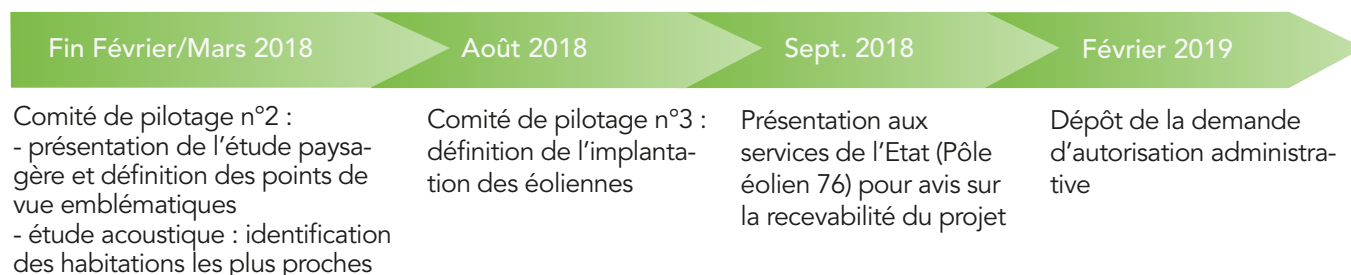 Fin Février/Mars 2018
Août 2018
Sept. 2018
Février 2019
Comité de pilotage n°2 :
- présentation de l'étude paysa-
gère et définition des points de
vue emblématiques
- étude acoustique : identification
des habitations les plus proches
Comité de pilotage n°3 :
définition de l'implanta-
tion des éoliennes
Présentation aux
services de l'Etat (Pôle
éolien 76) pour avis sur
la recevabilité du projet
Dépôt de la demande
d'autorisation administra-
tive